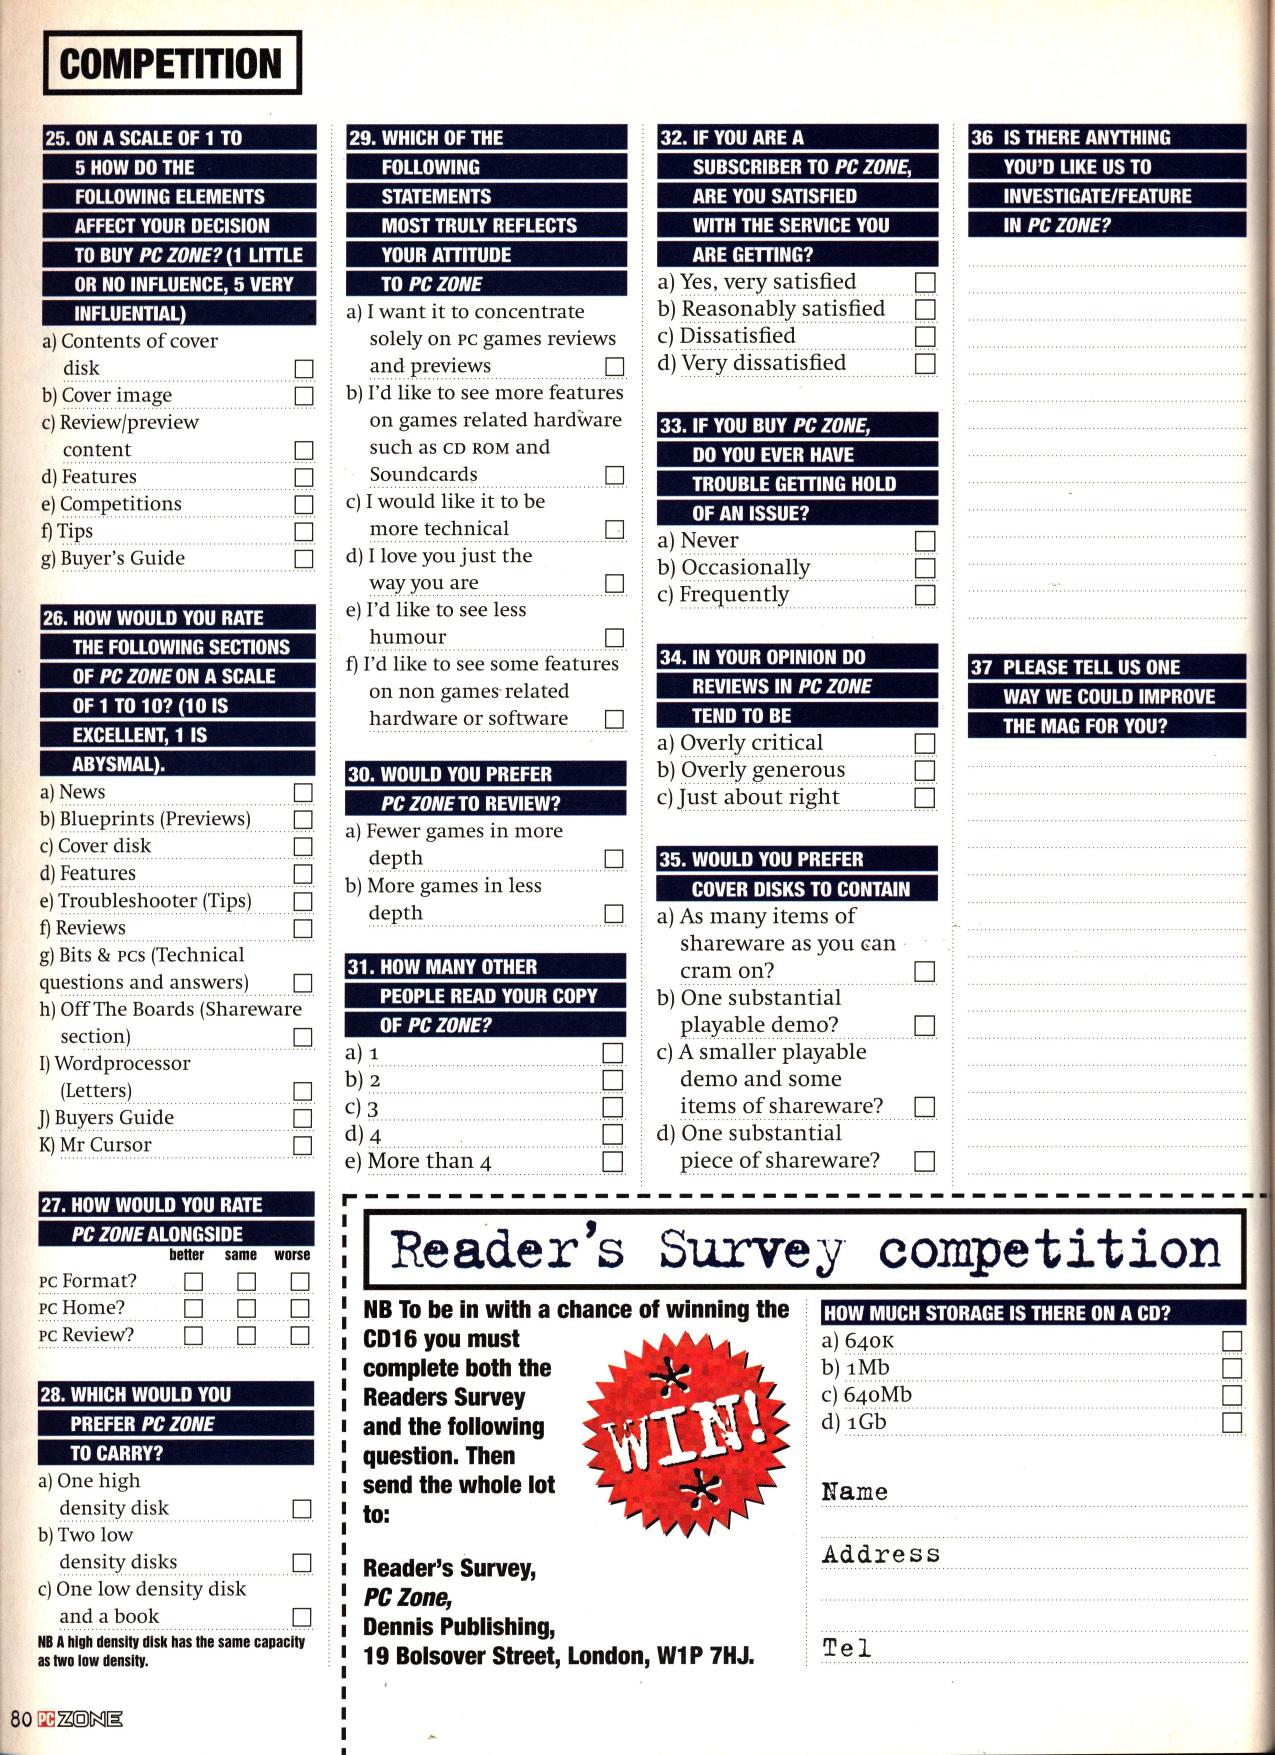 COMPETITION
25. ON A SCALE OF 1 TO
5 HOW DO THE
FOLLOWING ELEMENTS
AFFECT YOUR DECISION
TO BUY PC ZONE? (1 LITTLE
OR NO INFLUENCE, 5 VERY
INFLUENTIAL)
a) Contents of cover
disk
b) Cover image
c) Review/preview
content
d) Features
e) Competitions
f) Tips
g) Buyer's Guide
26. HOW WOULD YOU RATE
THE FOLLOWING SECTIONS
OF PC ZONE ON A SCALE
OF 1 TO 10? (10 IS
EXCELLENT, 1 IS
ABYSMAL).
a) News
b) Blueprints (Previews)
c) Cover disk
d) Features
e) Troubleshooter (Tips)
f) Reviews
g) Bits & PCs (Technical
questions and answers)
h) Off The Boards (Shareware
section)
I) Wordprocessor
(Letters)
J) Buyers Guide
K) Mr Cursor
27. HOW WOULD YOU RATE
PC ZONE ALONGSIDE
better same worse
PC Format?
PC Home?
PC Review?
28. WHICH WOULD YOU
PREFER PC ZONE
TO CARRY?
a) One high
density disk
b) Two low
density disks
c) One low density disk
and a book
NB A high density disk has the same capacity
as two low density.
29. WHICH OF THE
FOLLOWING
STATEMENTS
MOST TRULY REFLECTS
YOUR ATTITUDE
TO PC ZONE
a) I want it to concentrate
solely on PC games reviews
and previews
b) I'd like to see more features
on games related hardware
such as CD ROM and
Soundcards
c) I would like it to be
more technical
d) I love you just the
way you are
e) I'd like to see less
humour
f) I'd like to see some features
on non games related
hardware or software
30. WOULD YOU PREFER
PC ZONE TO REVIEW?
a) Fewer games in more
depth
b) More games in less
depth
31. HOW MANY OTHER
PEOPLE READ YOUR COPY
OF PC ZONE?
a) 1
b) 2
c) 3
d) 4
e) More than 4
32. IF YOU ARE A
SUBSCRIBER TO PC ZONE,
ARE YOU SATISFIED
WITH THE SERVICE YOU
ARE GETTING?
a) Yes, very satisfied
b) Reasonably satisfied
c) Dissatisfied
d) Very dissatisfied
33. IF YOU BUY PC ZONE,
DO YOU EVER HAVE
TROUBLE GETTING HOLD
OF AN ISSUE?
a) Never
b) Occasionally
c) Frequently
34. IN YOUR OPINION DO
REVIEWS IN PC ZONE
TEND TO BE
a) Overly critical
b) Overly generous
c) Just about right
35. WOULD YOU PREFER
COVER DISKS TO CONTAIN
a) As many items of
shareware as you can
cram on?
b) One substantial
playable demo?
c) A smaller playable
demo and some
items of shareware?
d) One substantial
piece of shareware?
36 IS THERE ANYTHING
YOU'D LIKE US TO
INVESTIGATE/FEATURE
IN PC ZONE?
37 PLEASE TELL US ONE
WAY WE COULD IMPROVE
THE MAG FOR YOU?
Reader's Survey competition
NB To be in with a chance of winning the
CD16 you must
complete both the
Readers Survey
and the following
question. Then
send the whole lot
to:
* WIN! *
Reader's Survey,
PC Zone,
Dennis Publishing,
19 Bolsover Street, London, W1P 7HJ.
HOW MUCH STORAGE IS THERE ON A CD?
a) 640K
b) 1Mb
c) 640Mb
d) 1Gb
Name
Address
Tel
80 PC ZONE